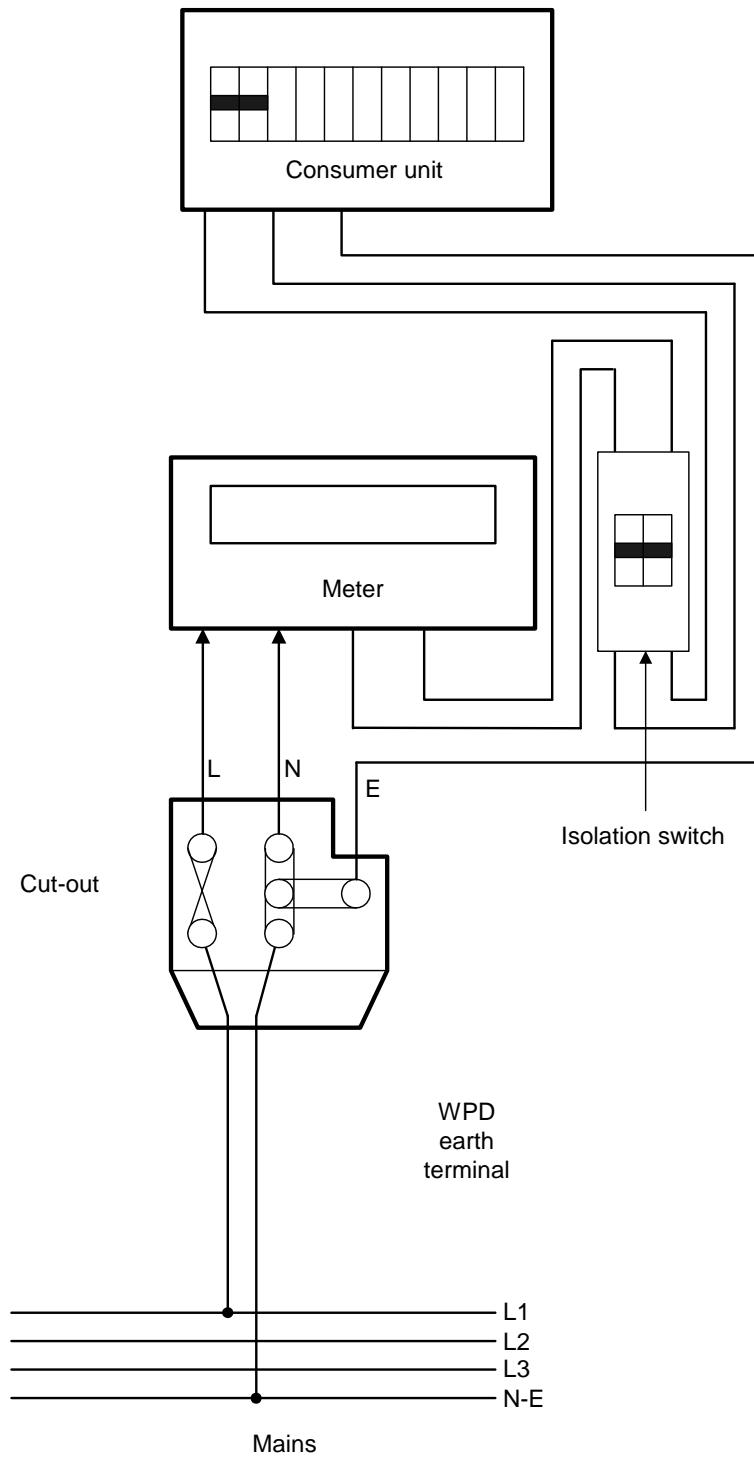 Consumer unit
Meter
L
N
E
Isolation switch
Cut-out
WPD
earth
terminal
L1
L2
L3
N-E
Mains